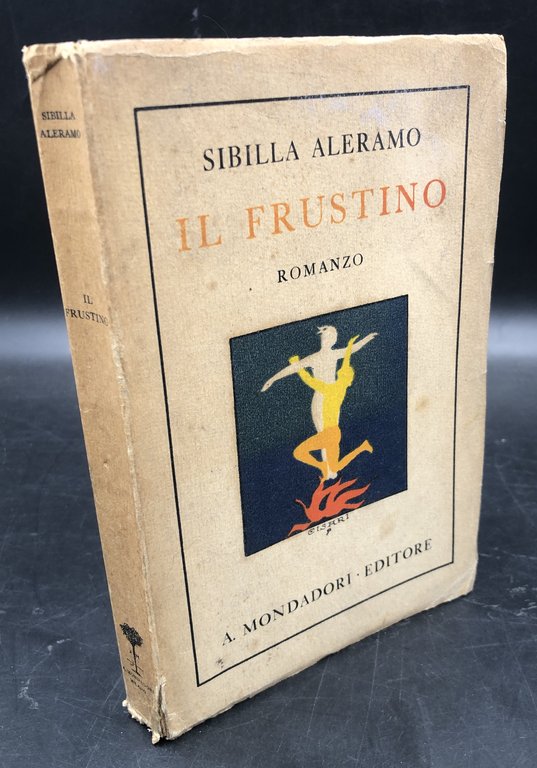 SIBILLA
ALERAMO
IL
FRUSTINO
SIBILLA ALERAMO
IL FRUSTINO
ROMANZO
A. MONDADORI · EDITORE